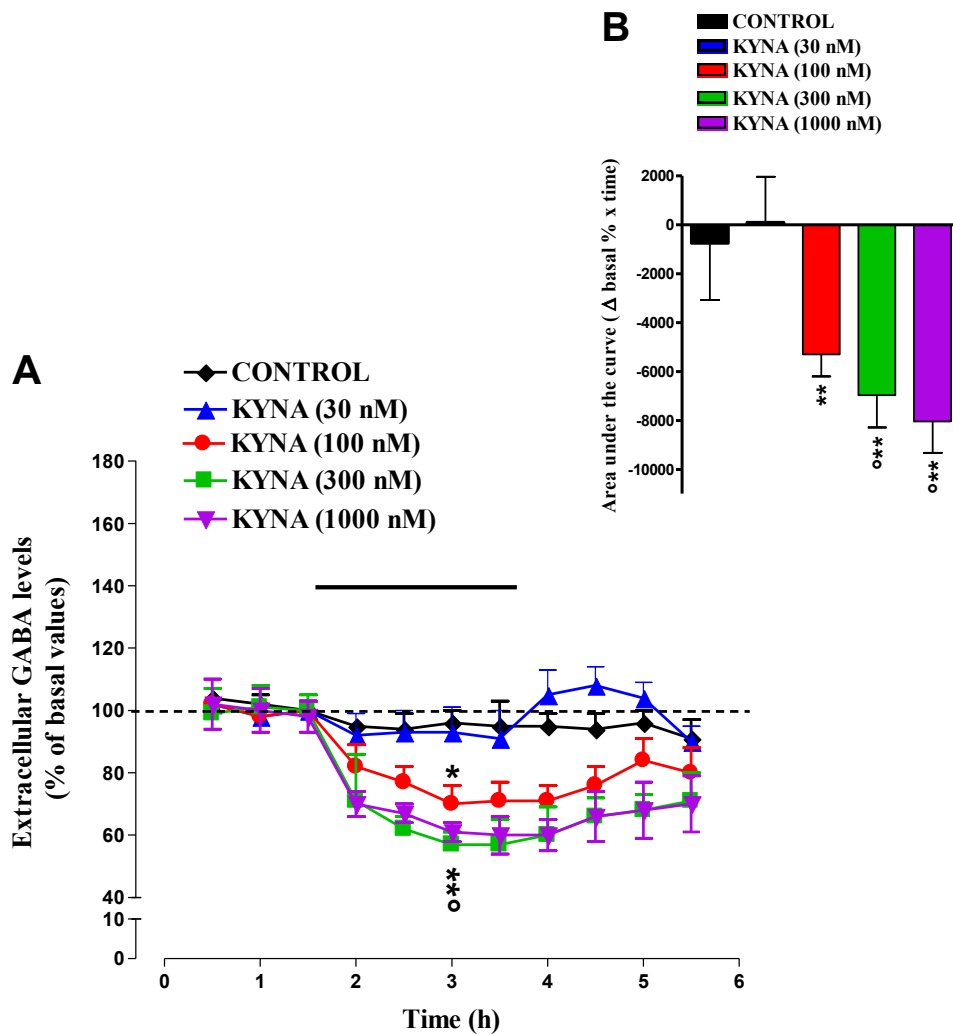 B
CONTROL
KYNA (30 nM)
KYNA (100 nM)
KYNA (300 nM)
KYNA (1000 nM)
Area under the curve ( Δ basal % x time)
2000
0
-2000
-4000
-6000
-8000
-10000
**
°**
°**
A
CONTROL
KYNA (30 nM)
KYNA (100 nM)
KYNA (300 nM)
KYNA (1000 nM)
Extracellular GABA levels
(% of basal values)
180
160
140
120
100
80
60
40
10
0
*
**°
0 1 2 3 4 5 6
Time (h)